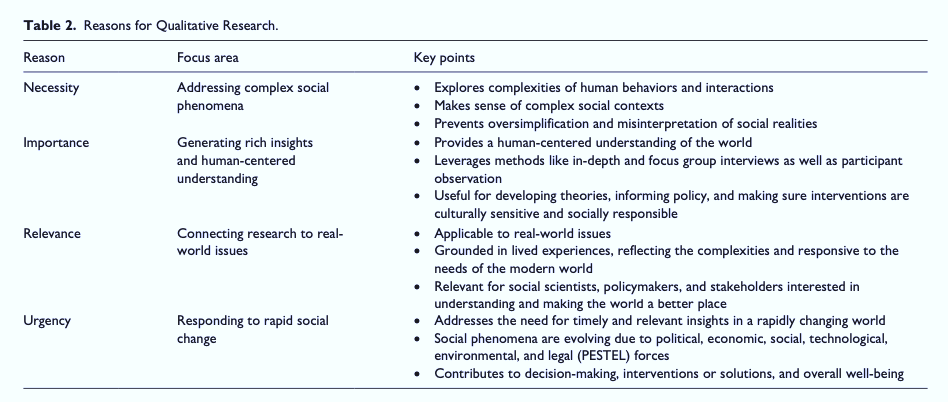 Table 2. Reasons for Qualitative Research.
Reason Focus area Key points
Necessity Addressing complex social phenomena
• Explores complexities of human behaviors and interactions
• Makes sense of complex social contexts
• Prevents oversimplification and misinterpretation of social realities
Importance Generating rich insights
and human-centered
understanding
• Provides a human-centered understanding of the world
• Leverages methods like in-depth and focus group interviews as well as participant
observation
• Useful for developing theories, informing policy, and making sure interventions are
culturally sensitive and socially responsible
Relevance Connecting research to real-
world issues
• Applicable to real-world issues
• Grounded in lived experiences, reflecting the complexities and responsive to the
needs of the modern world
• Relevant for social scientists, policymakers, and stakeholders interested in
understanding and making the world a better place
Urgency Responding to rapid social
change
• Addresses the need for timely and relevant insights in a rapidly changing world
• Social phenomena are evolving due to political, economic, social, technological,
environmental, and legal (PESTEL) forces
• Contributes to decision-making, interventions or solutions, and overall well-being